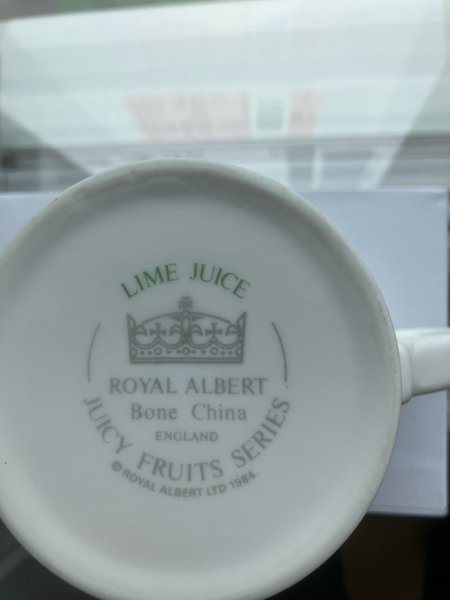 LIME JUICE
ROYAL ALBERT
Bone China
ENGLAND
JUICY FRUITS SERIES
© ROYAL ALBERT LTD 1984